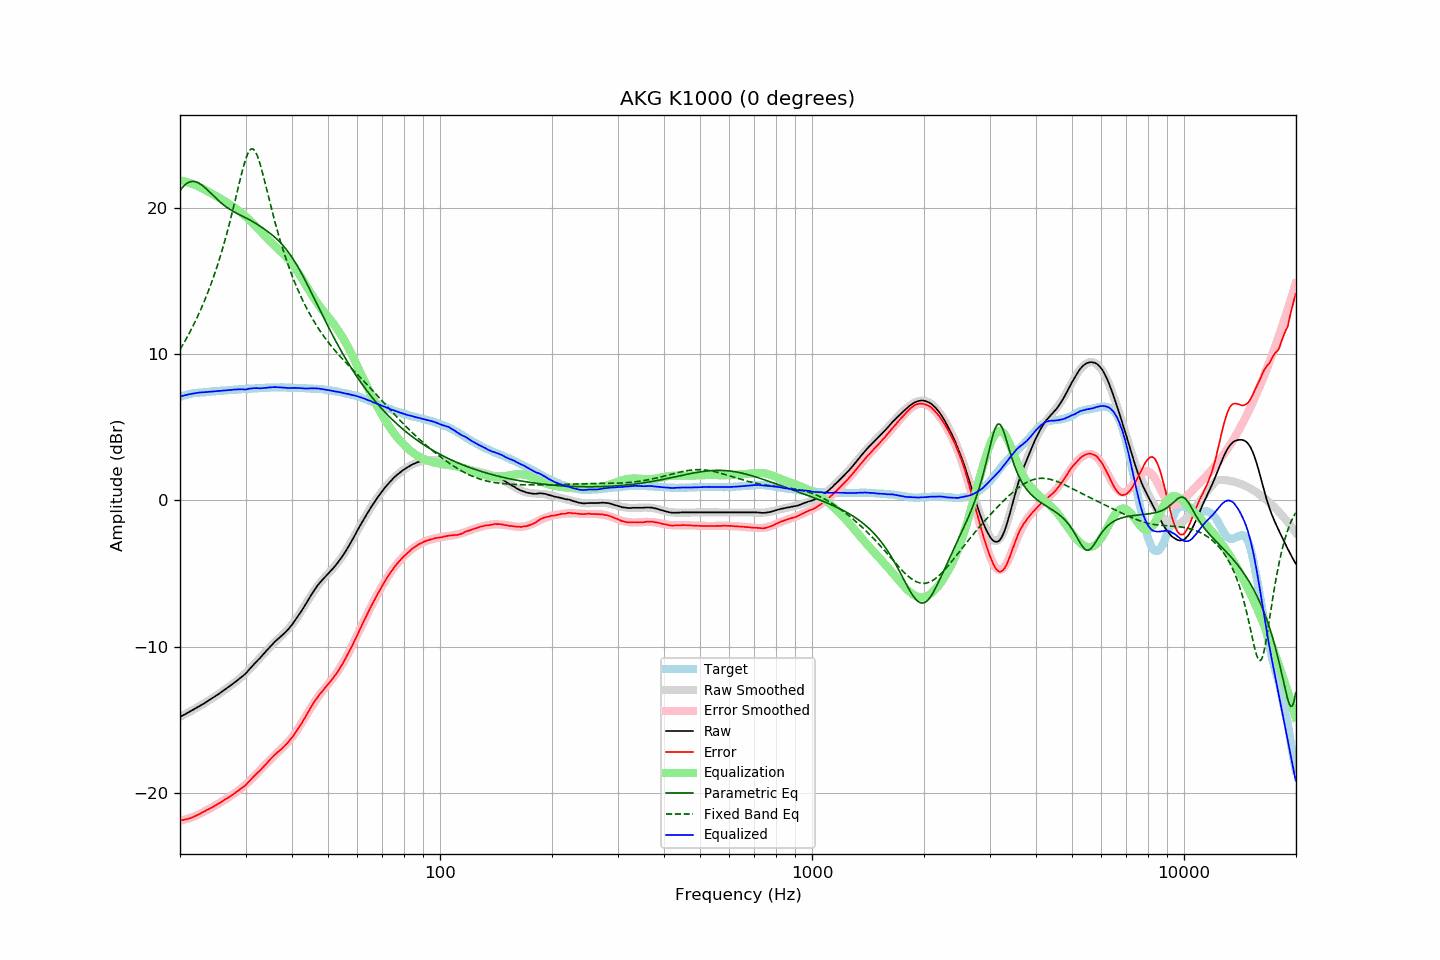 AKG K1000 (0 degrees)
Amplitude (dBr)
20
10
0
−10
−20
100
1000
10000
Frequency (Hz)
Target
Raw Smoothed
Error Smoothed
Raw
Error
Equalization
Parametric Eq
Fixed Band Eq
Equalized